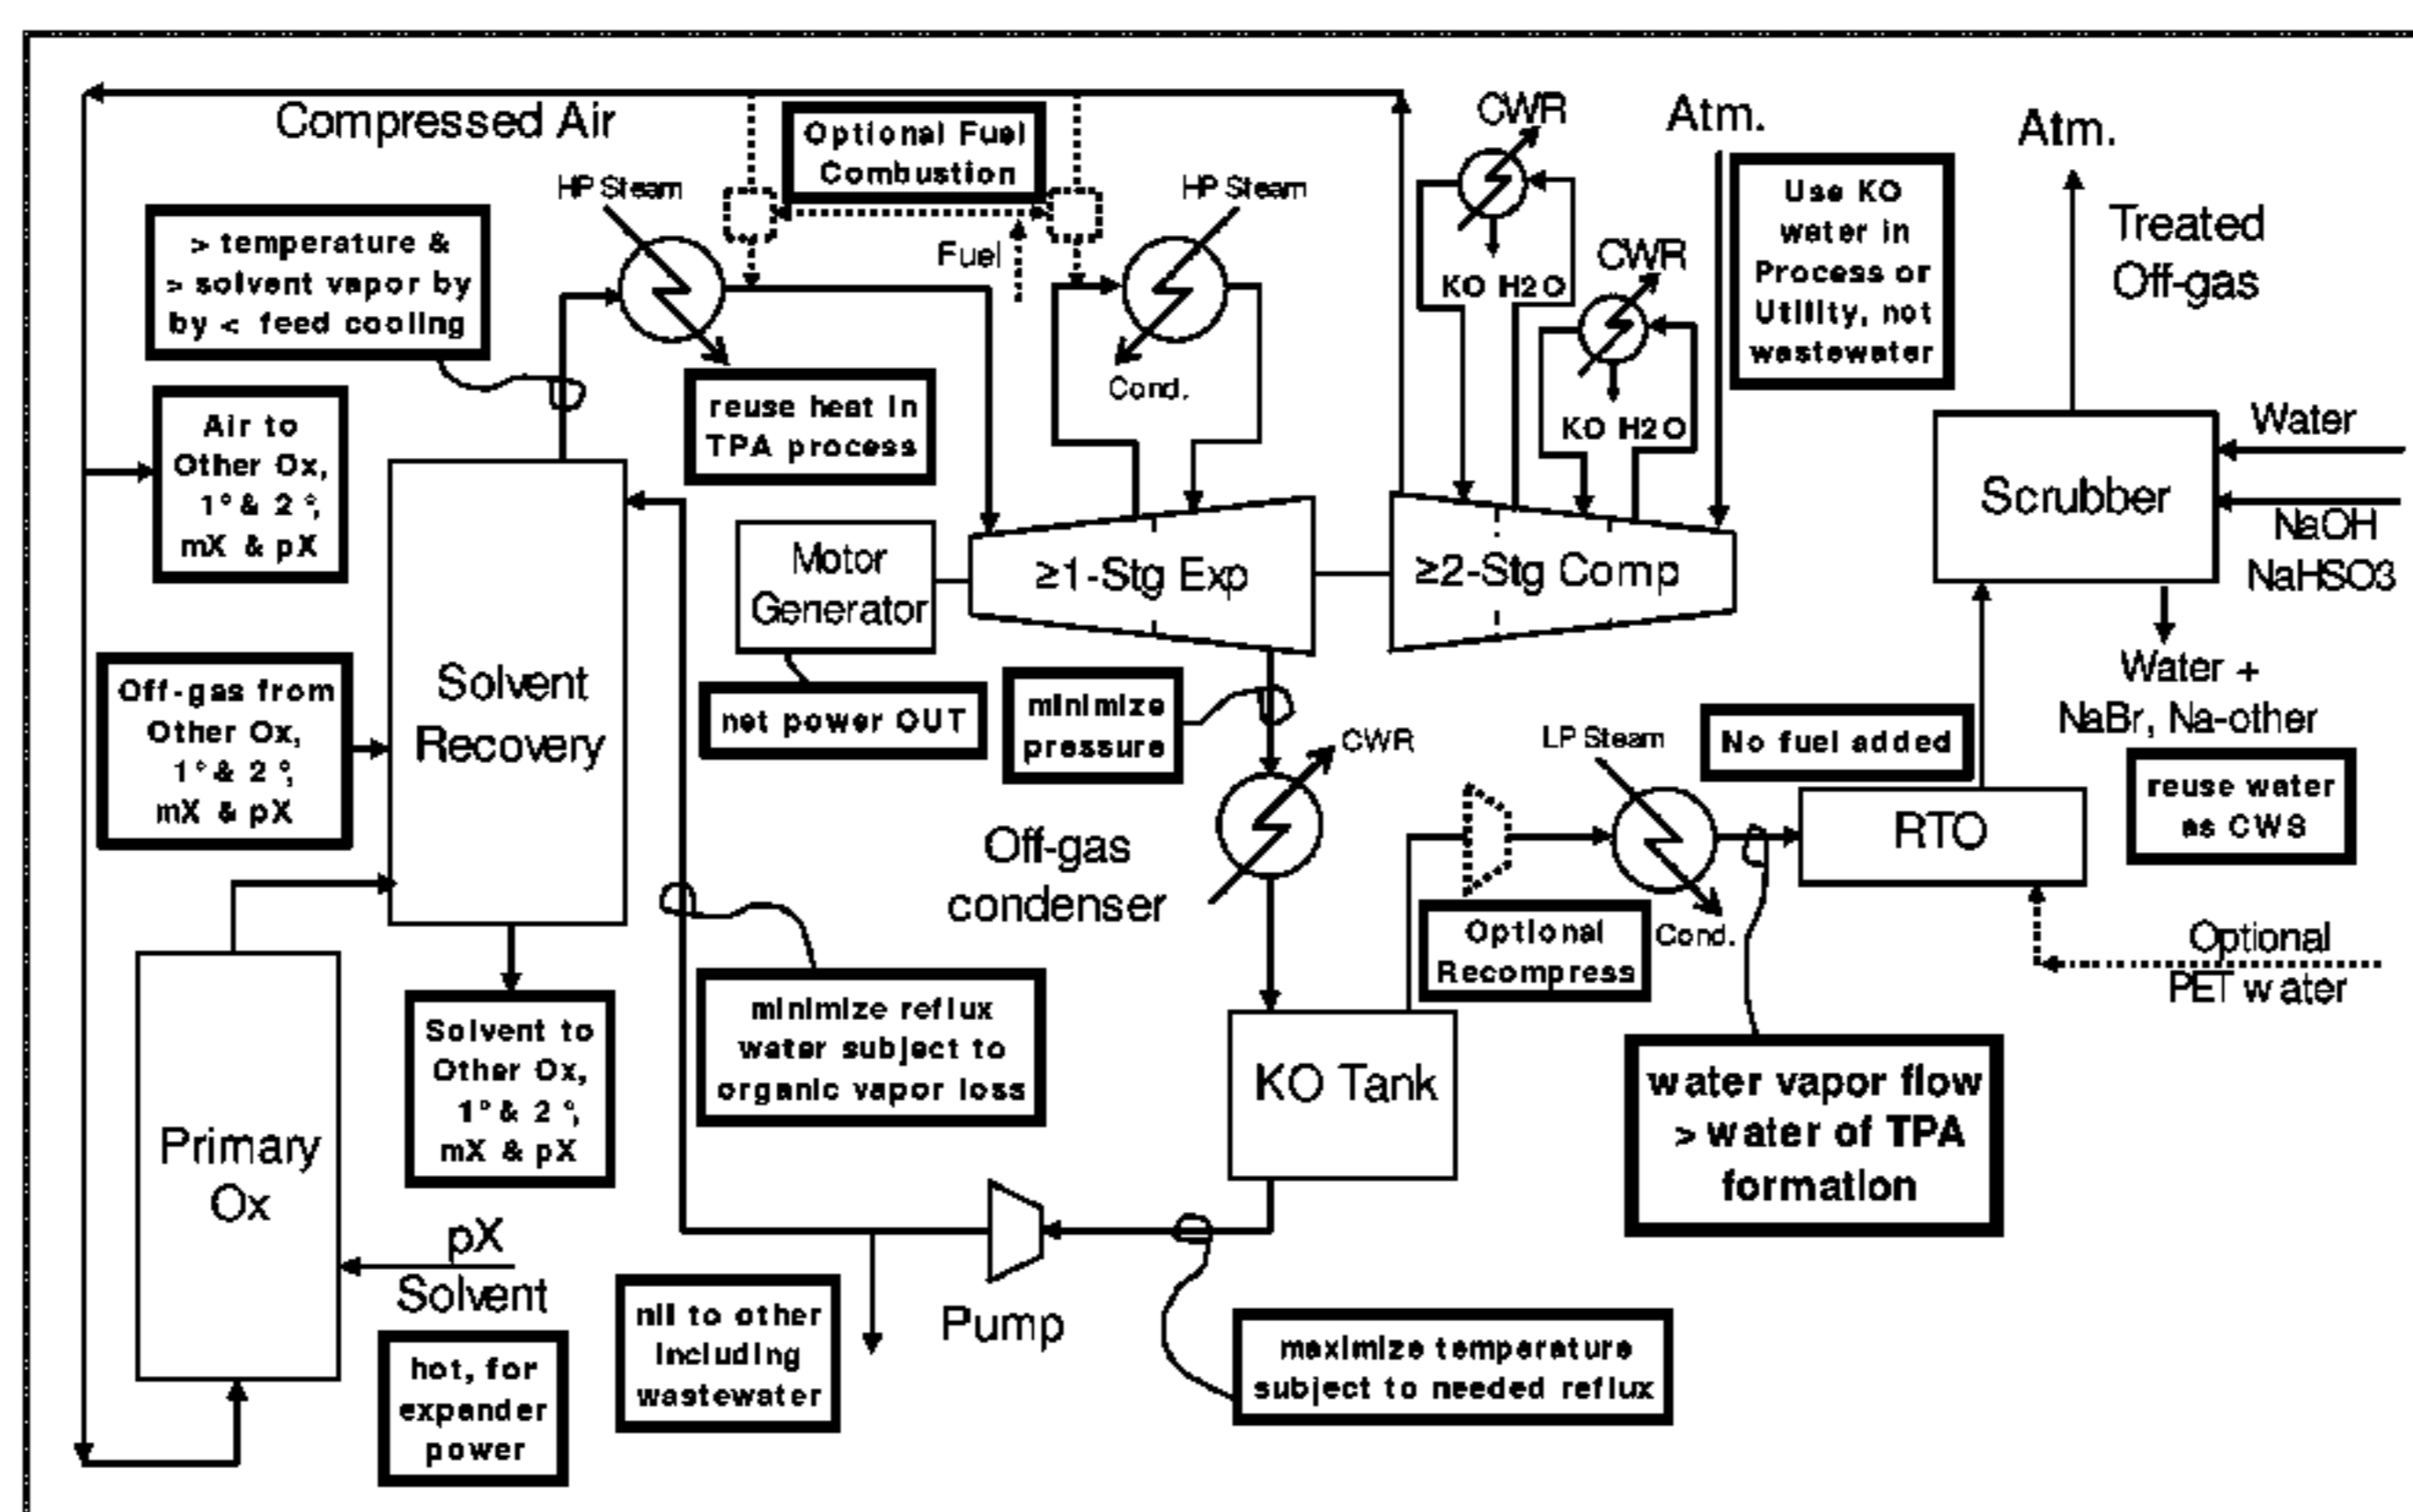 Compressed Air
Optional Fuel
Combustion
CWR
Atm.
Atm.
HP Steam
HP Steam
> temperature &
> solvent vapor by
by < feed cooling
Fuel
KO H2O
CWR
Use KO
water in
Process or
Utility, not
wastewater
Treated
Off-gas
Cond.
reuse heat in
TPA process
KO H2O
Air to
Other Ox,
1° & 2°,
mX & pX
Water
Scrubber
NaOH
NaHSO3
Motor
Generator
≥1-Stg Exp
≥2-Stg Comp
Solvent
Recovery
Off-gas from
Other Ox,
1° & 2°,
mX & pX
net power OUT
minimize
pressure
CWR
LP Steam
No fuel added
Water +
NaBr, Na-other
reuse water
as CWS
Off-gas
condenser
RTO
Optional
Recompress
Cond.
Optional
PET water
Solvent to
Other Ox,
1° & 2°,
mX & pX
minimize reflux
water subject to
organic vapor loss
KO Tank
water vapor flow
> water of TPA
formation
Primary
Ox
pX
Solvent
hot, for
expander
power
nil to other
including
wastewater
Pump
maximize temperature
subject to needed reflux